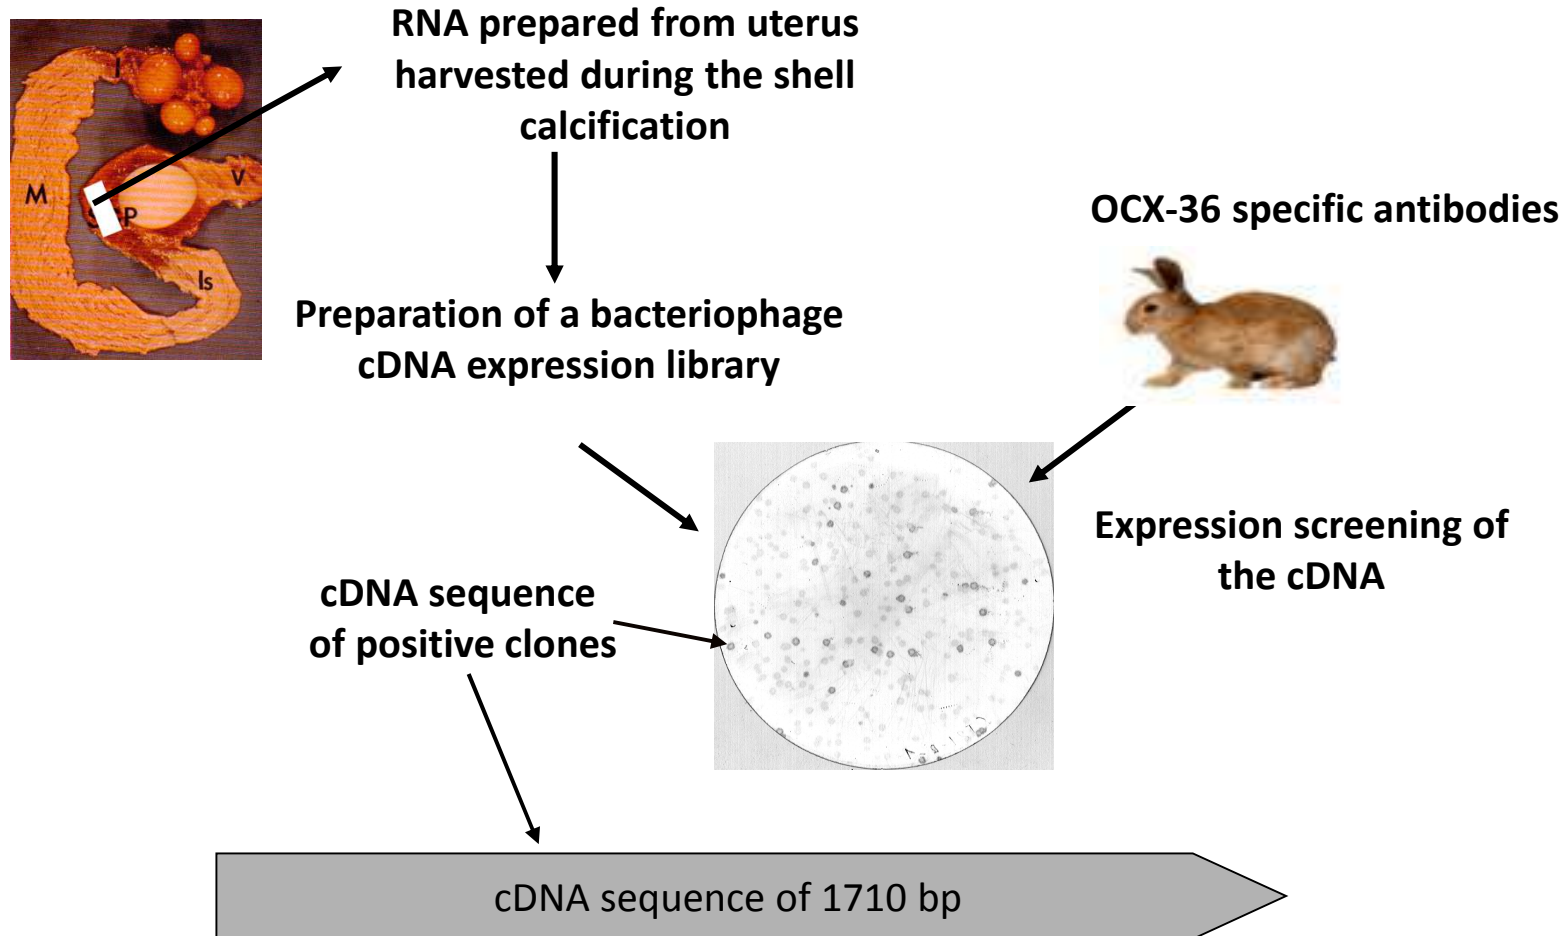 RNA prepared from uterus
harvested during the shell
calcification
I
M
V
Is
OCX-36 specific antibodies
Preparation of a bacteriophage
cDNA expression library
Expression screening of
the cDNA
cDNA sequence
of positive clones
cDNA sequence of 1710 bp